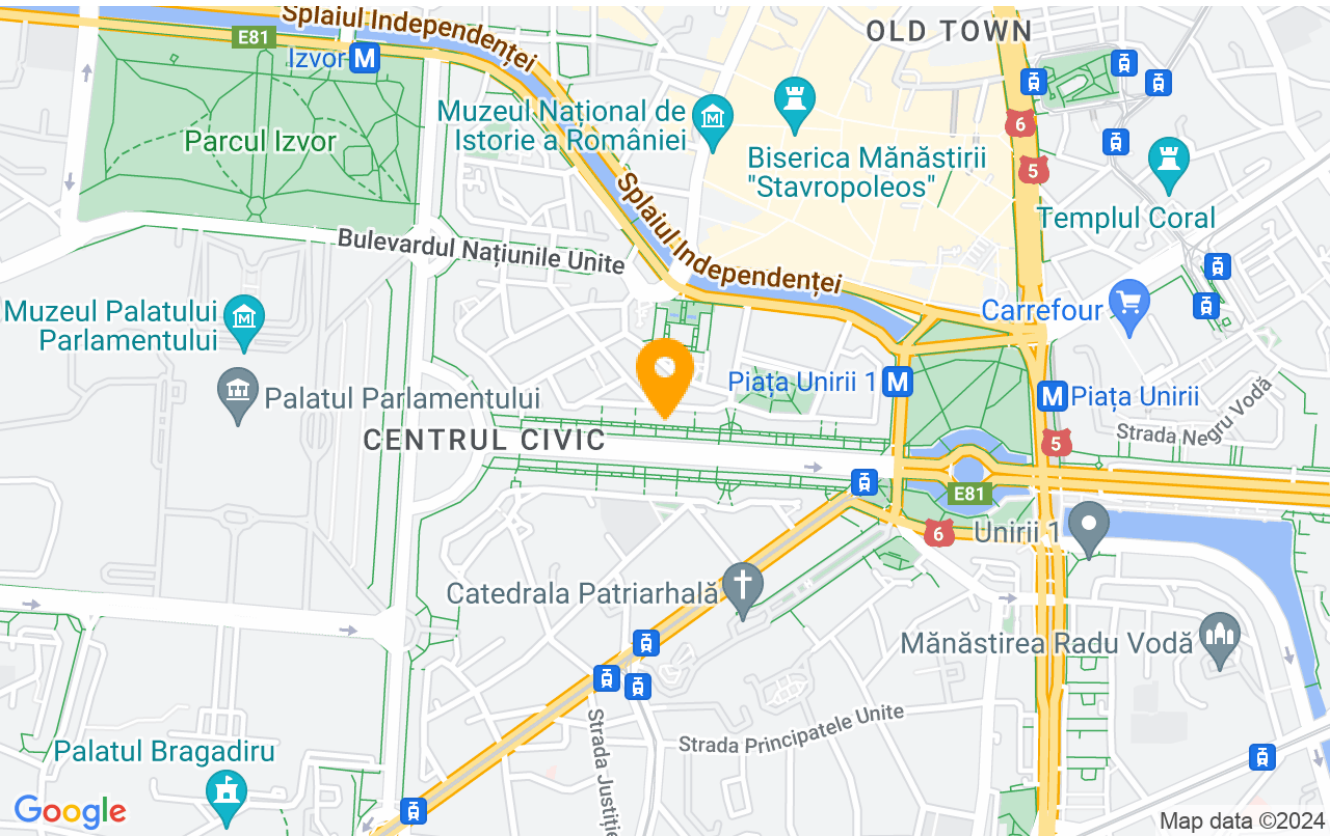 Splaiul Independenței
OLD TOWN
E81
Izvor M
Muzeul Național de
Istorie a României
6
Parcul Izvor
Biserica Mănăstirii
"Stavropoleos"
5
Splaiul Independenței
Templul Coral
Bulevardul Națiunile Unite
Muzeul Palatului
Parlamentului
Carrefour
Piața Unirii 1 M
M Piața Unirii
Palatul Parlamentului
Strada Negru Vodă
CENTRUL CIVIC
5
E81
6
Unirii 1
Catedrala Patriarhală
Mănăstirea Radu Vodă
Strada Justiție
Strada Principatele Unite
Palatul Bragadiru
Google
Map data ©2024